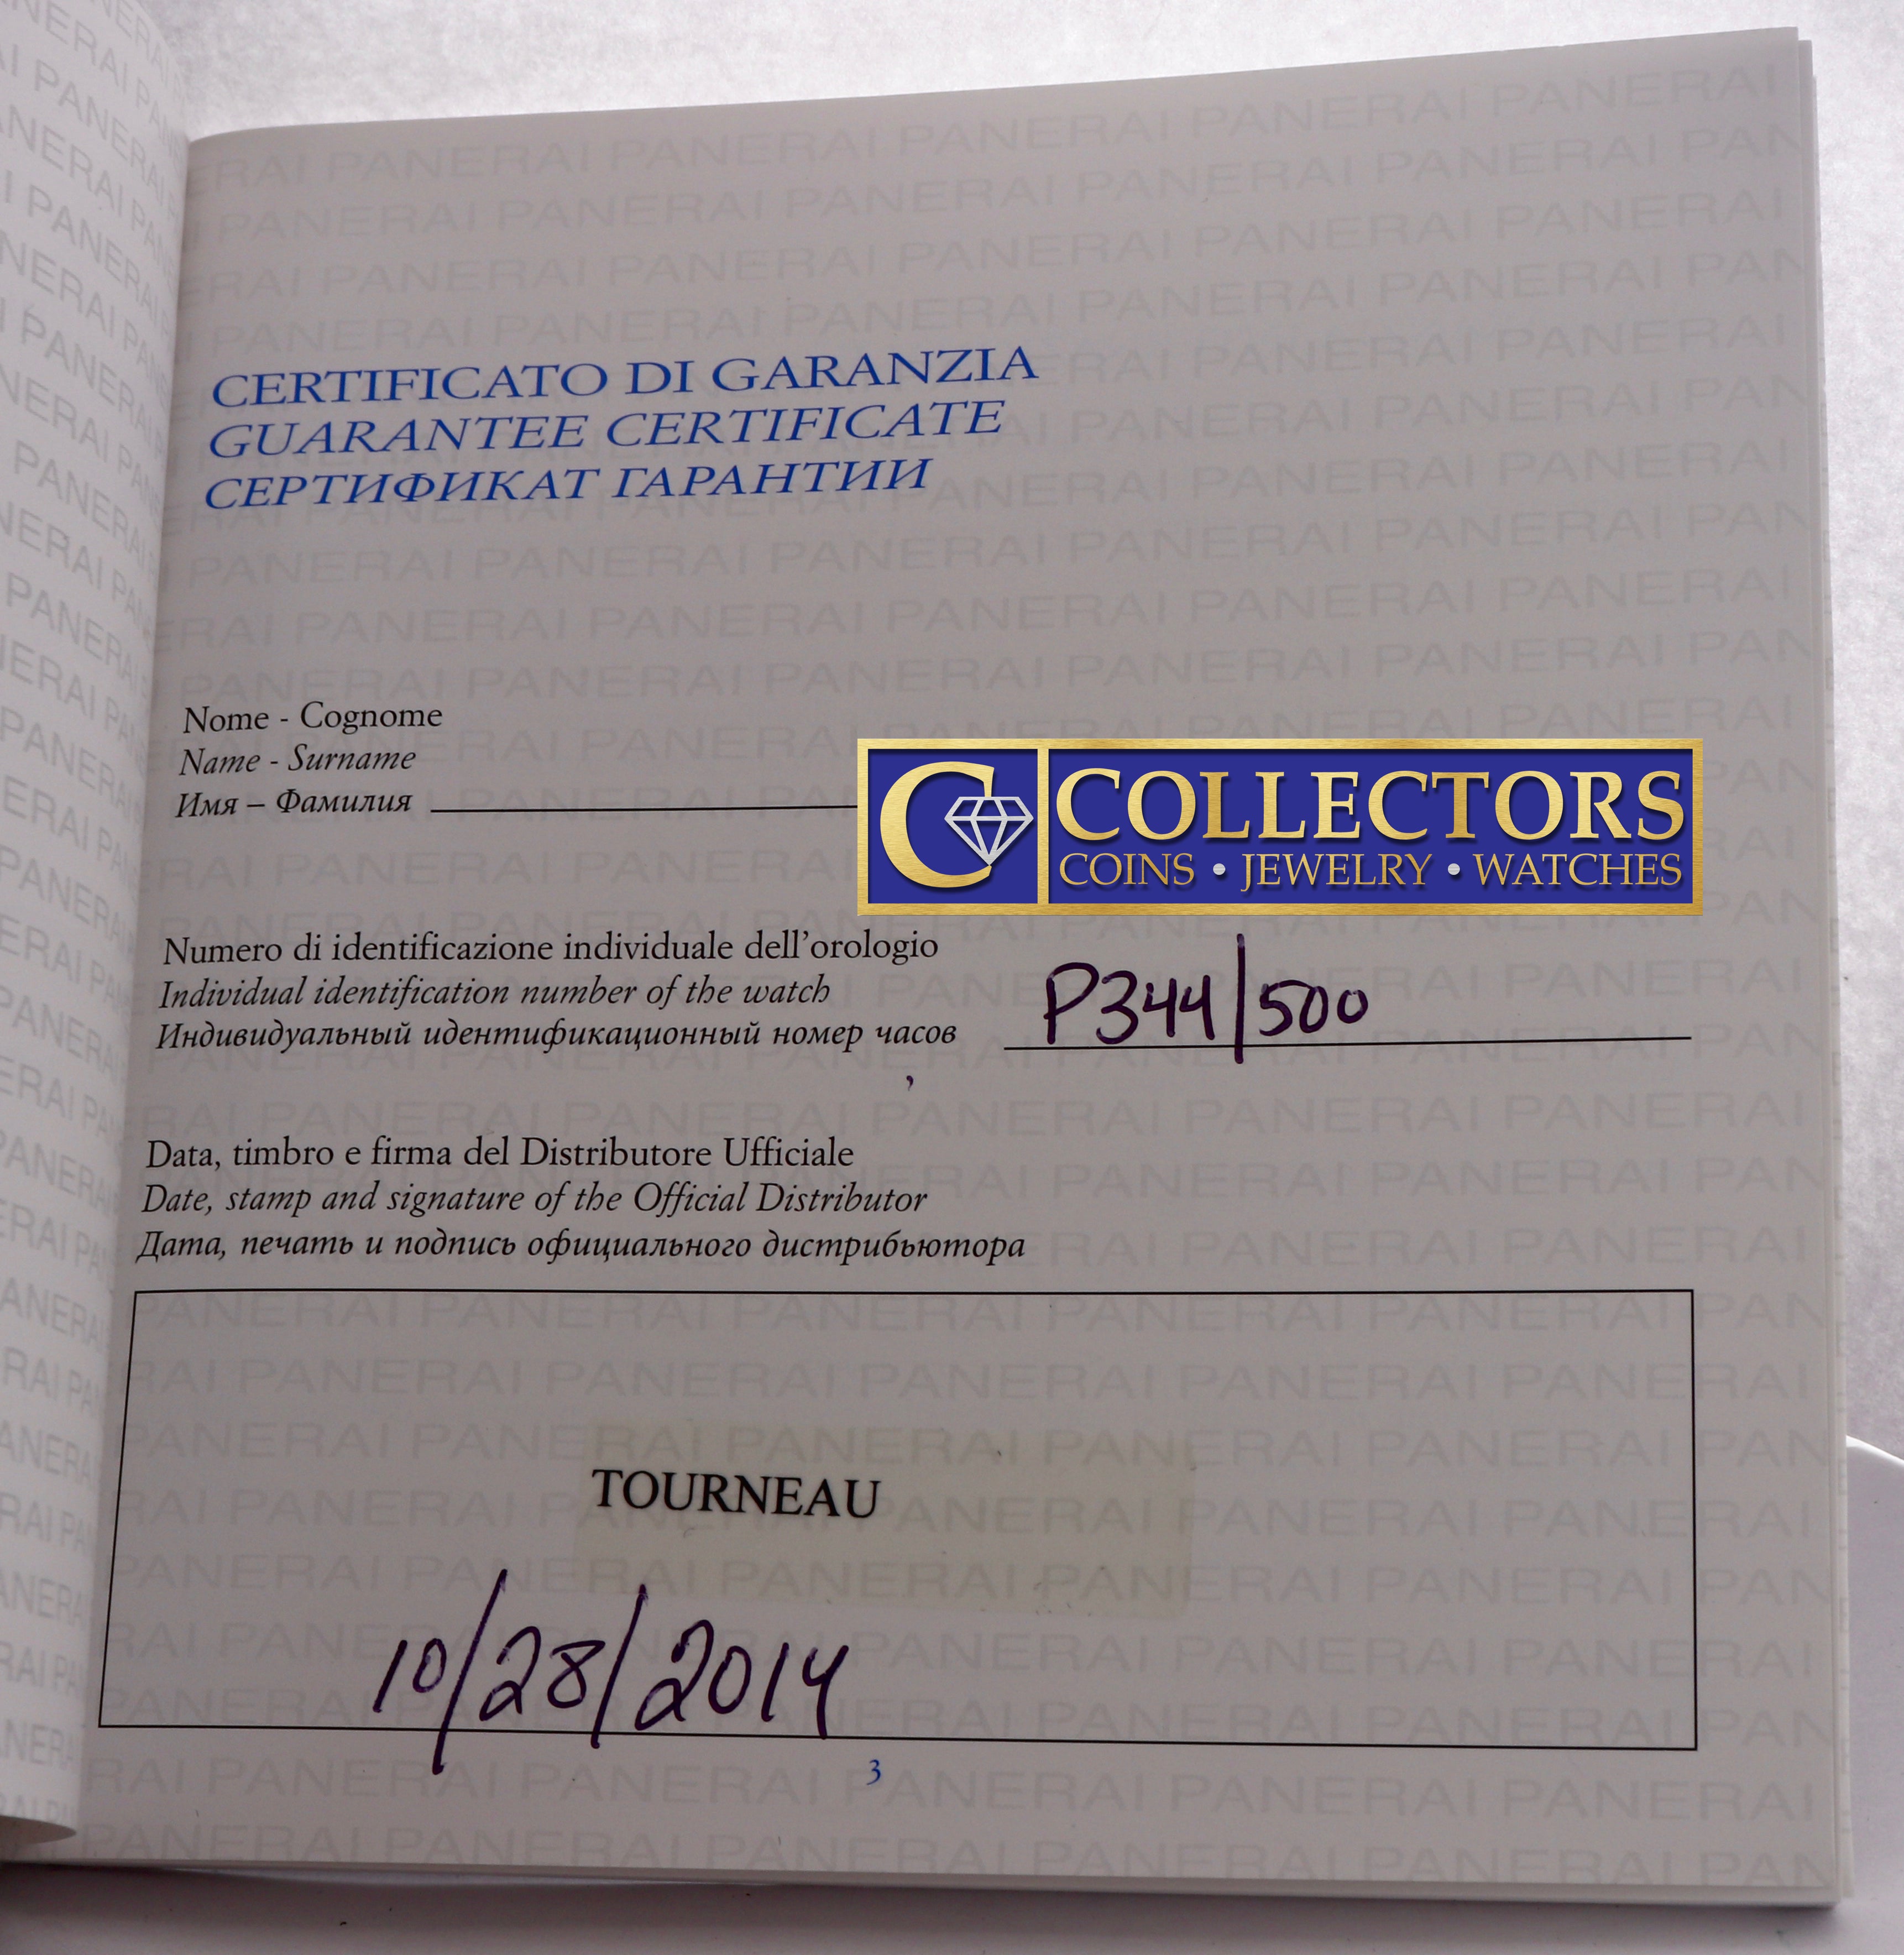 CERTIFICATO DI GARANZIA
GUARANTEE CERTIFICATE
СЕРТИФИКАТ ГАРАНТИИ
Nome - Cognome
Name - Surname
Имя – Фамилия
COLLECTORS
COINS • JEWELRY • WATCHES
Numero di identificazione individuale dell'orologio
Individual identification number of the watch
Индивидуальный идентификационный номер часов
P344/500
Data, timbro e firma del Distributore Ufficiale
Date, stamp and signature of the Official Distributor
Дата, печать и подпись официального дистрибьютора
TOURNEAU
10/28/2014
3